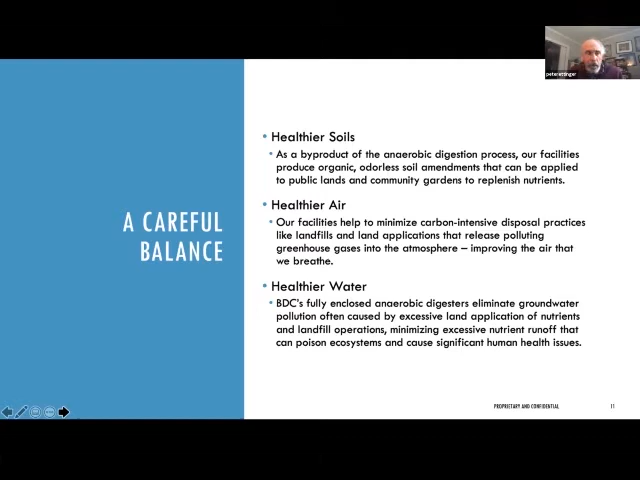 peter ettinger
A CAREFUL
BALANCE
• Healthier Soils
• As a byproduct of the anaerobic digestion process, our facilities
produce organic, odorless soil amendments that can be applied
to public lands and community gardens to replenish nutrients.
• Healthier Air
• Our facilities help to minimize carbon-intensive disposal practices
like landfills and land applications that release polluting
greenhouse gases into the atmosphere – improving the air that
we breathe.
• Healthier Water
• BDC's fully enclosed anaerobic digesters eliminate groundwater
pollution often caused by excessive land application of nutrients
and landfill operations, minimizing excessive nutrient runoff that
can poison ecosystems and cause significant human health issues.
PROPRIETARY AND CONFIDENTIAL
11